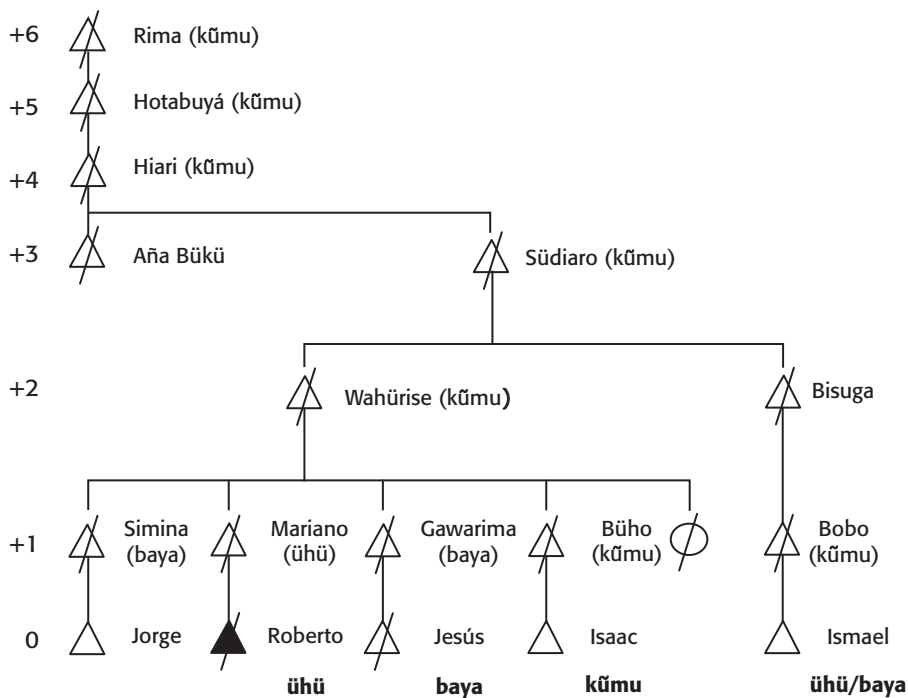 +6 Rima (kũmu)
+5 Hotabuyá (kũmu)
+4 Hiari (kũmu)
+3 Aña Bükü Südiaro (kũmu)
+2 Wahürise (kũmu) Bisuga
Simina Mariano Gawarima Büho Bobo
+1 (baya) (ühü) (baya) (kũmu) (kũmu)
0 Jorge Roberto Jesús Isaac Ismael
ühü baya kũmu ühü/baya